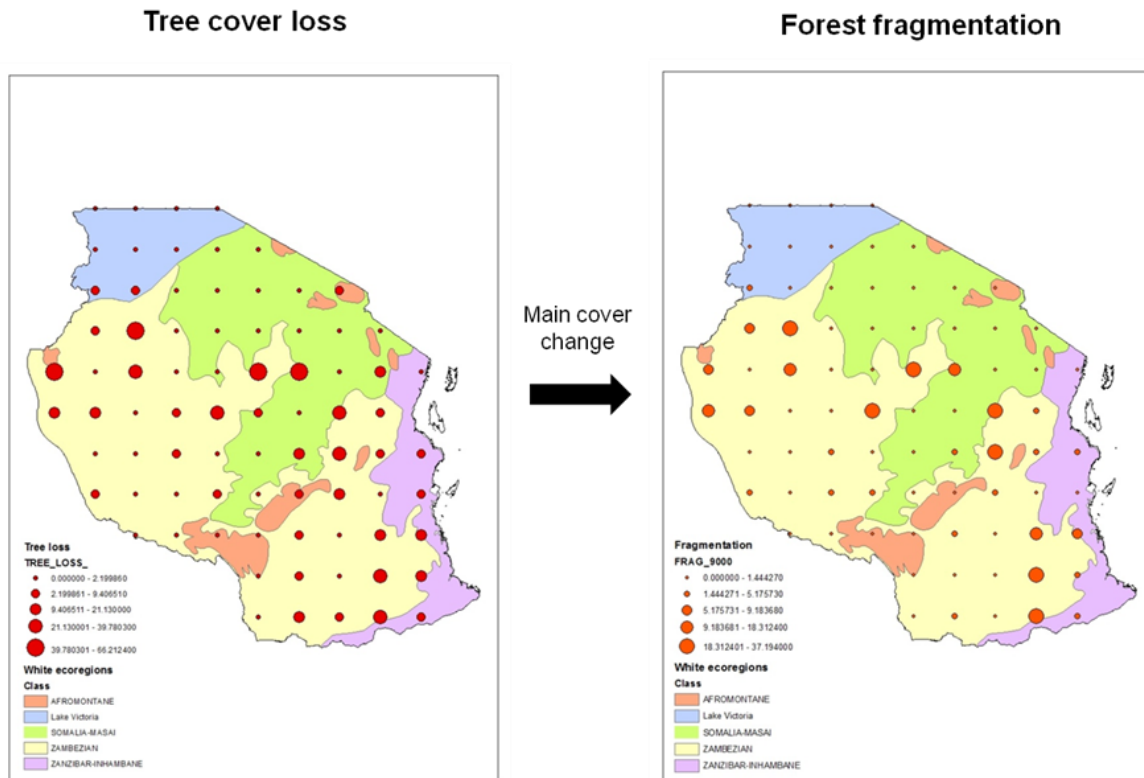 Tree cover loss
Forest fragmentation
Main cover
change
Tree loss
TREE_LOSS_
0.000000 - 2.199860
2.199861 - 9.406510
9.406511 - 21.130000
21.130001 - 39.780300
39.780301 - 66.212400
White ecoregions
Class
AFROMONTANE
Lake Victoria
SOMALIA-MASAI
ZAMBEZIAN
ZANZIBAR-INHAMBANE
Fragmentation
FRAG_9000
0.000000 - 1.444270
1.444271 - 5.175730
5.175731 - 9.183680
9.183681 - 18.312400
18.312401 - 37.194000
White ecoregions
Class
AFROMONTANE
Lake Victoria
SOMALIA-MASAI
ZAMBEZIAN
ZANZIBAR-INHAMBANE